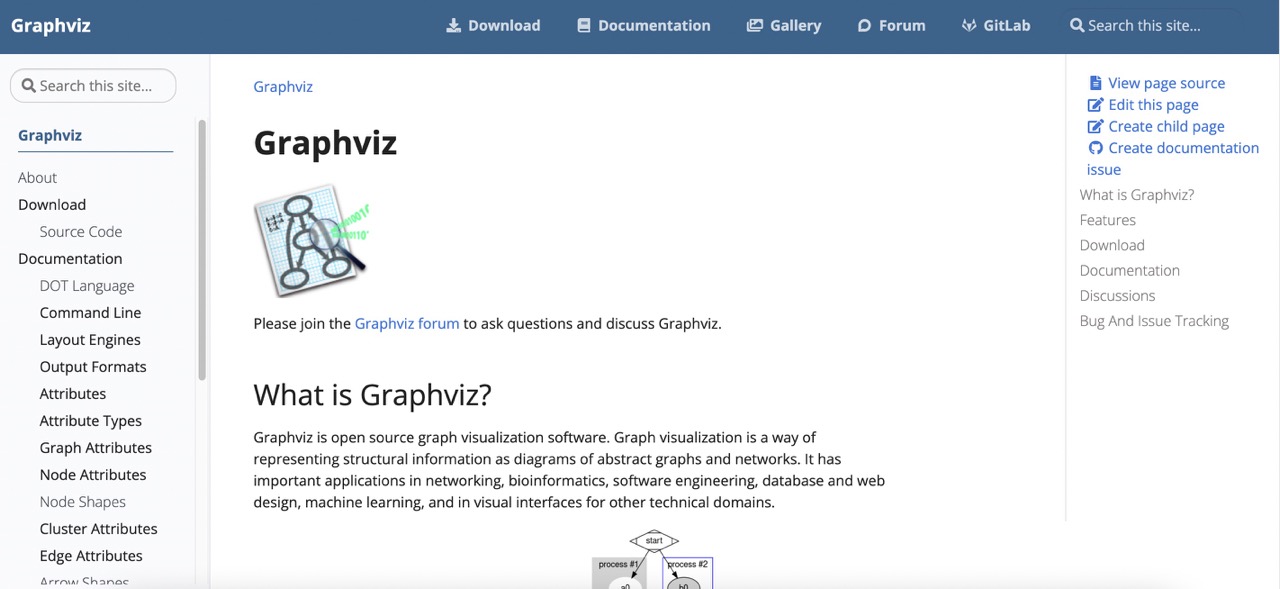 Graphviz
Download
Documentation
Gallery
Forum
GitLab
Search this site...
Search this site...
Graphviz
About
Download
Source Code
Documentation
DOT Language
Command Line
Layout Engines
Output Formats
Attributes
Attribute Types
Graph Attributes
Node Attributes
Node Shapes
Cluster Attributes
Edge Attributes
Arrow Shapes
Graphviz
Graphviz
Please join the Graphviz forum to ask questions and discuss Graphviz.
What is Graphviz?
Graphviz is open source graph visualization software. Graph visualization is a way of
representing structural information as diagrams of abstract graphs and networks. It has
important applications in networking, bioinformatics, software engineering, database and web
design, machine learning, and in visual interfaces for other technical domains.
start
process #1
process #2
a0
b0
View page source
Edit this page
Create child page
Create documentation
issue
What is Graphviz?
Features
Download
Documentation
Discussions
Bug And Issue Tracking